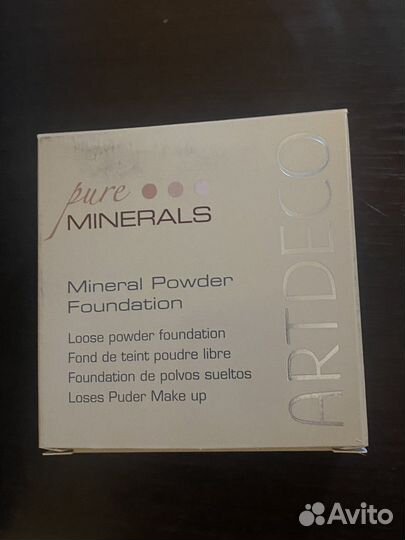 pure
MINERALS
Mineral Powder
Foundation
Loose powder foundation
Fond de teint poudre libre
Foundation de polvos sueltos
Loses Puder Make up
ARTDECO
Avito